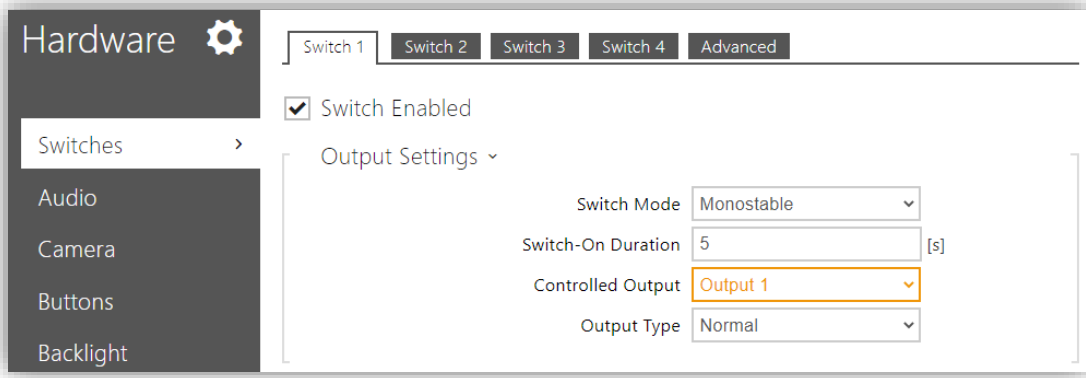 Hardware
Switches
Audio
Camera
Buttons
Backlight
Switch 1 Switch 2 Switch 3 Switch 4 Advanced
Switch Enabled
Output Settings
Switch Mode Monostable
Switch-On Duration 5 [s]
Controlled Output Output 1
Output Type Normal